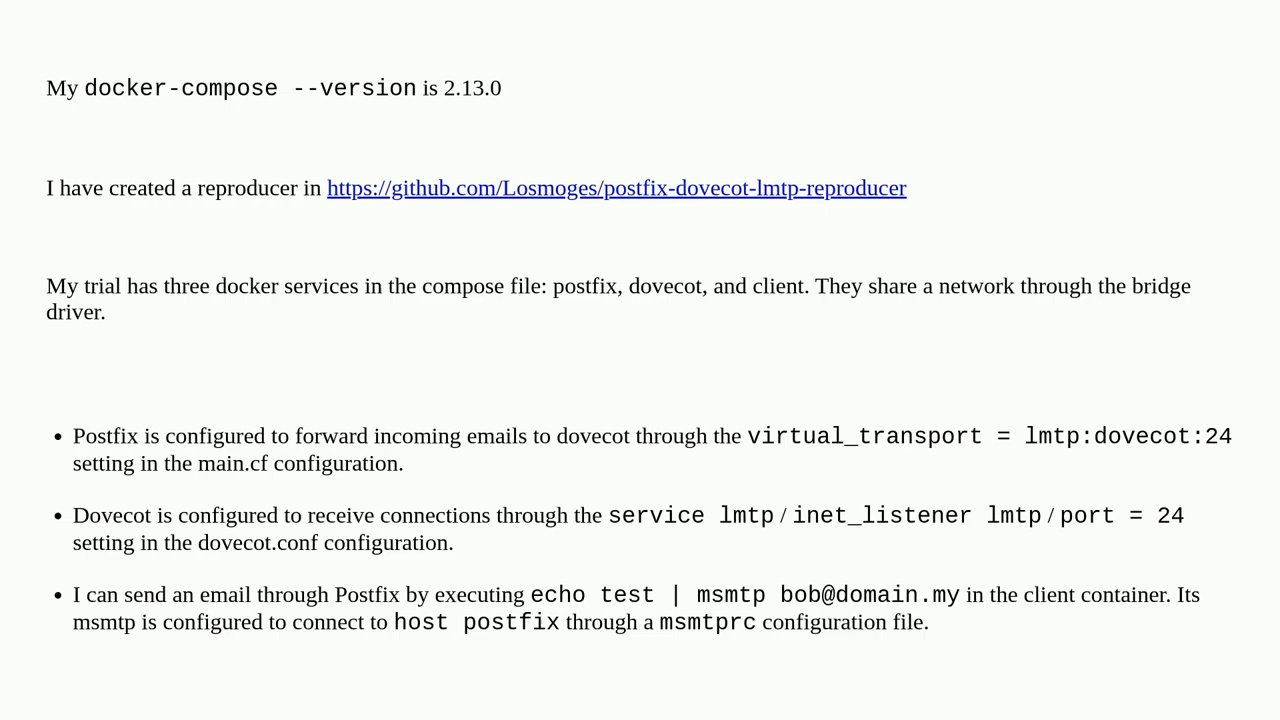 My docker-compose --version is 2.13.0
I have created a reproducer in https://github.com/Losmoges/postfix-dovecot-lmtp-reproducer
My trial has three docker services in the compose file: postfix, dovecot, and client. They share a network through the bridge
driver.
• Postfix is configured to forward incoming emails to dovecot through the virtual_transport = lmtp:dovecot:24
setting in the main.cf configuration.
• Dovecot is configured to receive connections through the service lmtp / inet_listener lmtp / port = 24
setting in the dovecot.conf configuration.
• I can send an email through Postfix by executing echo test | msmtp bob@domain.my in the client container. Its
msmtp is configured to connect to host postfix through a msmtprc configuration file.